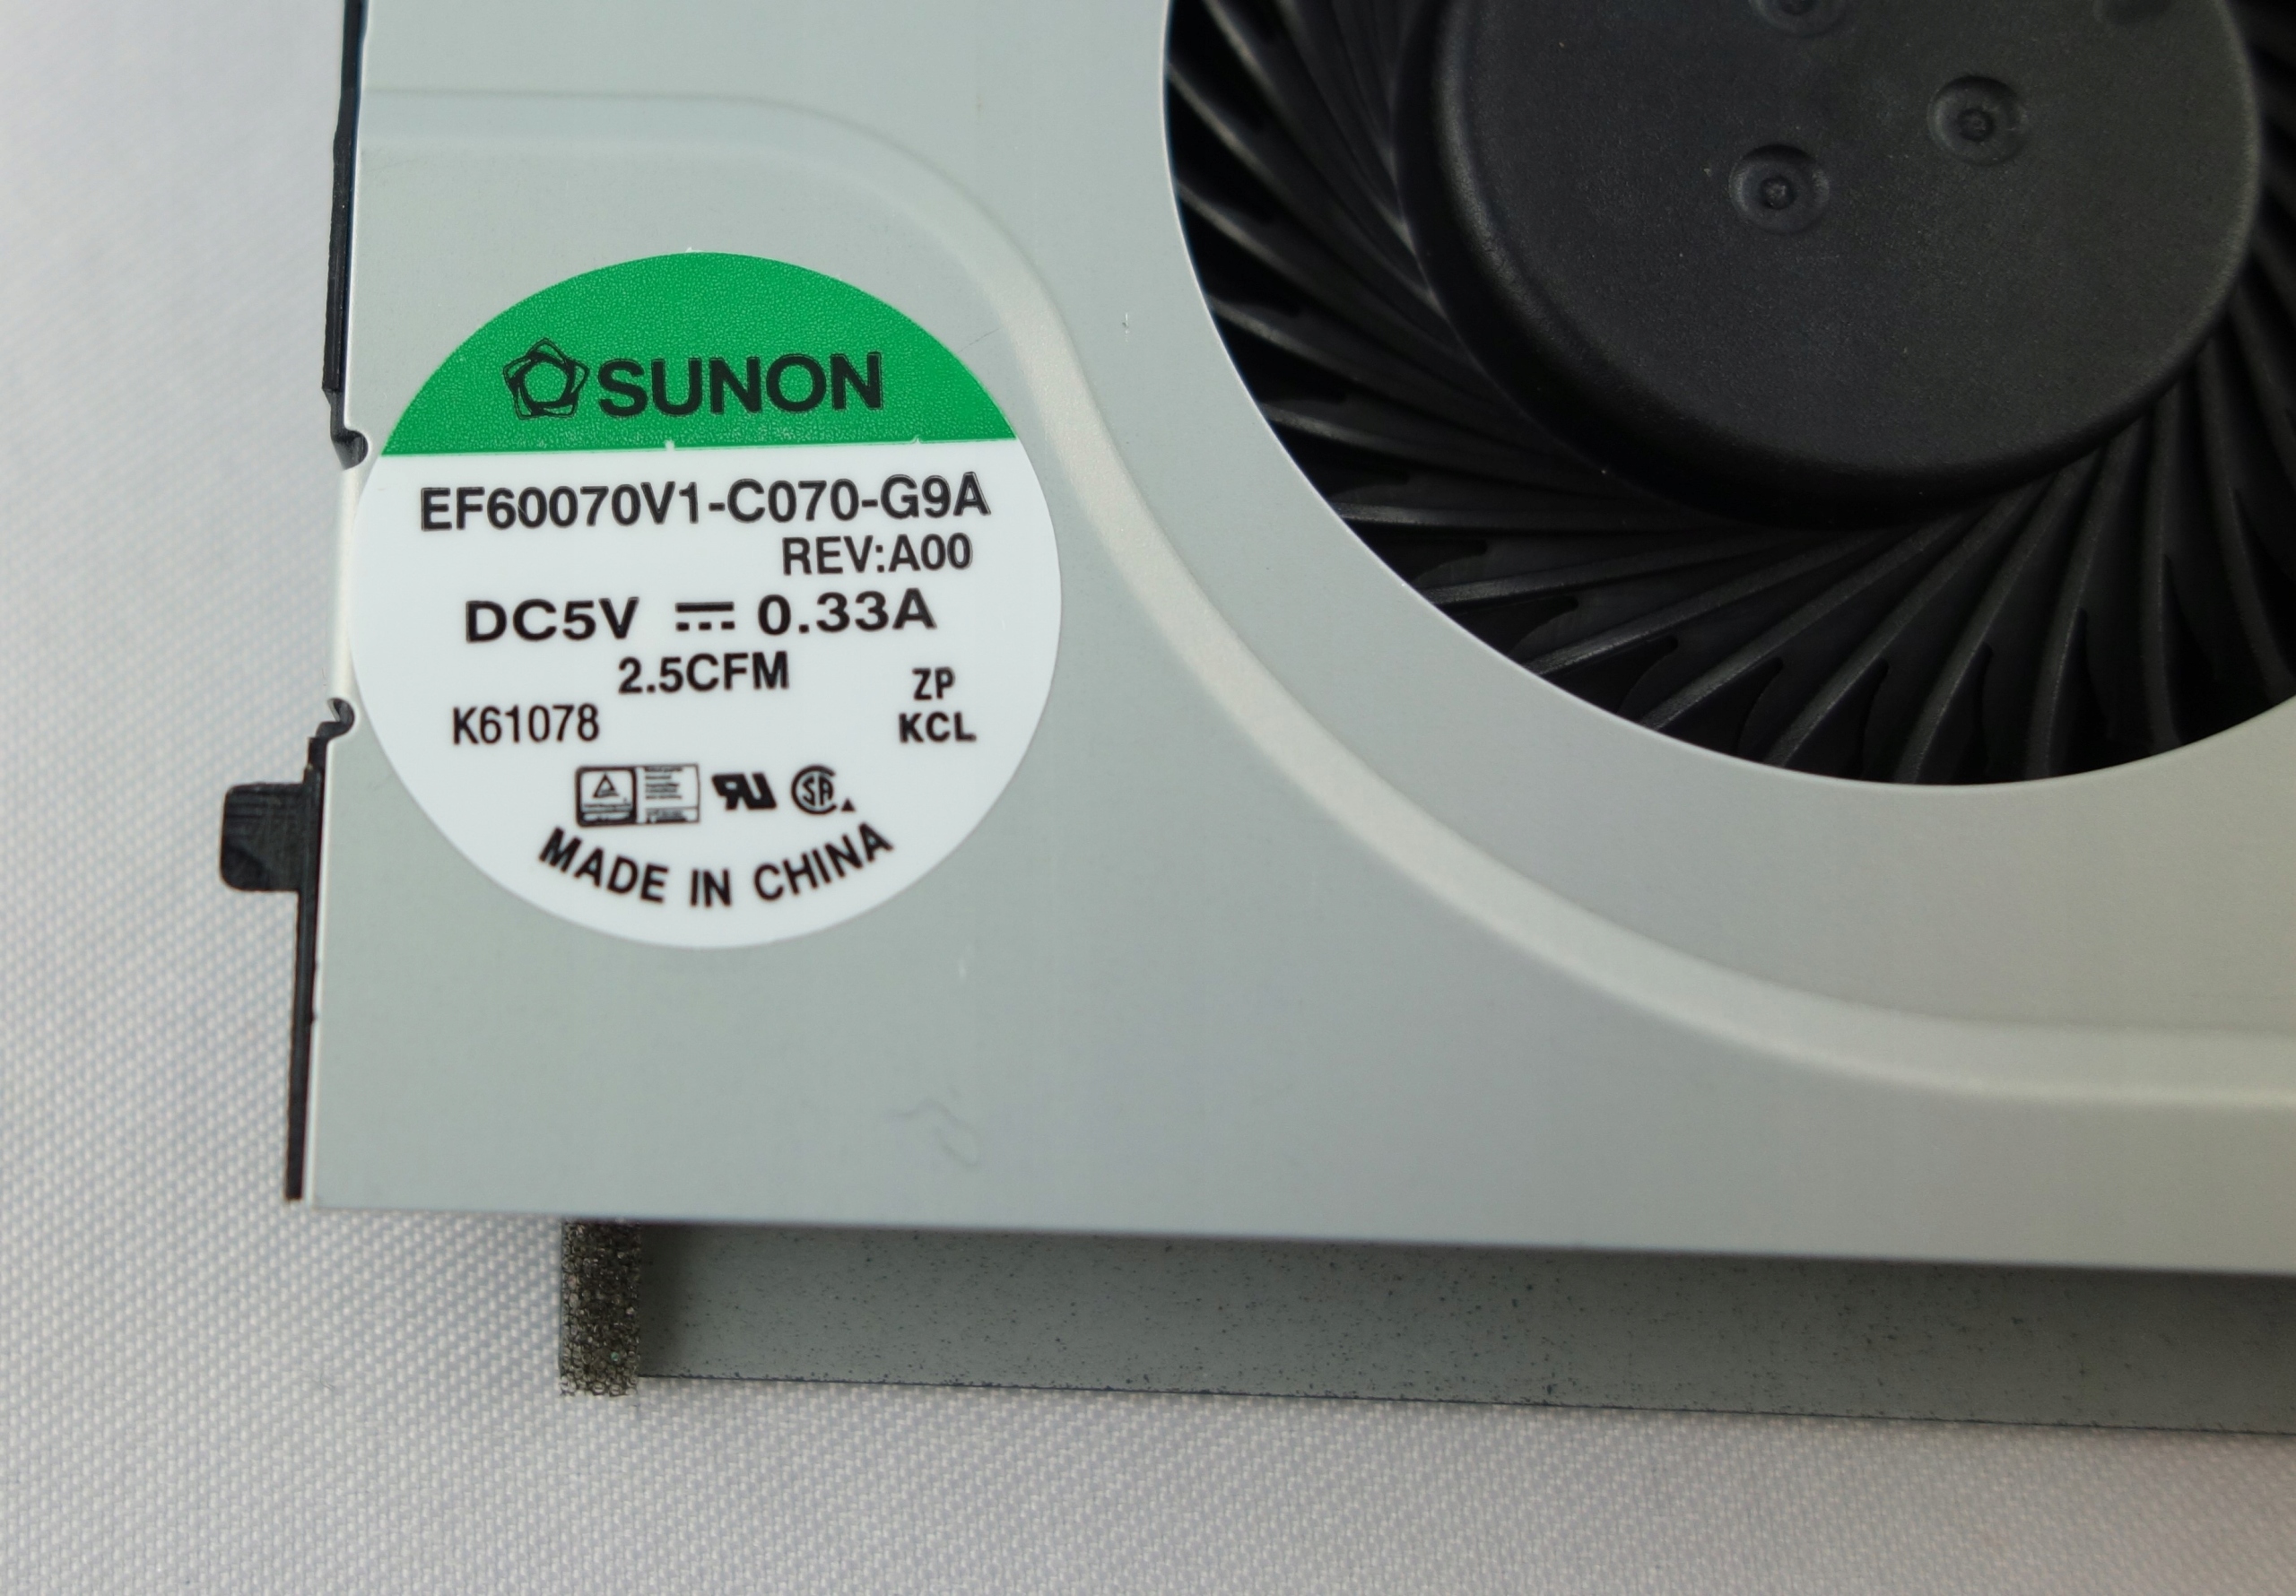 SUNON
EF60070V1-C070-G9A
REV:A00
DC5V ⎓ 0.33A
2.5CFM
ZP
K61078
KCL
MADE IN CHINA